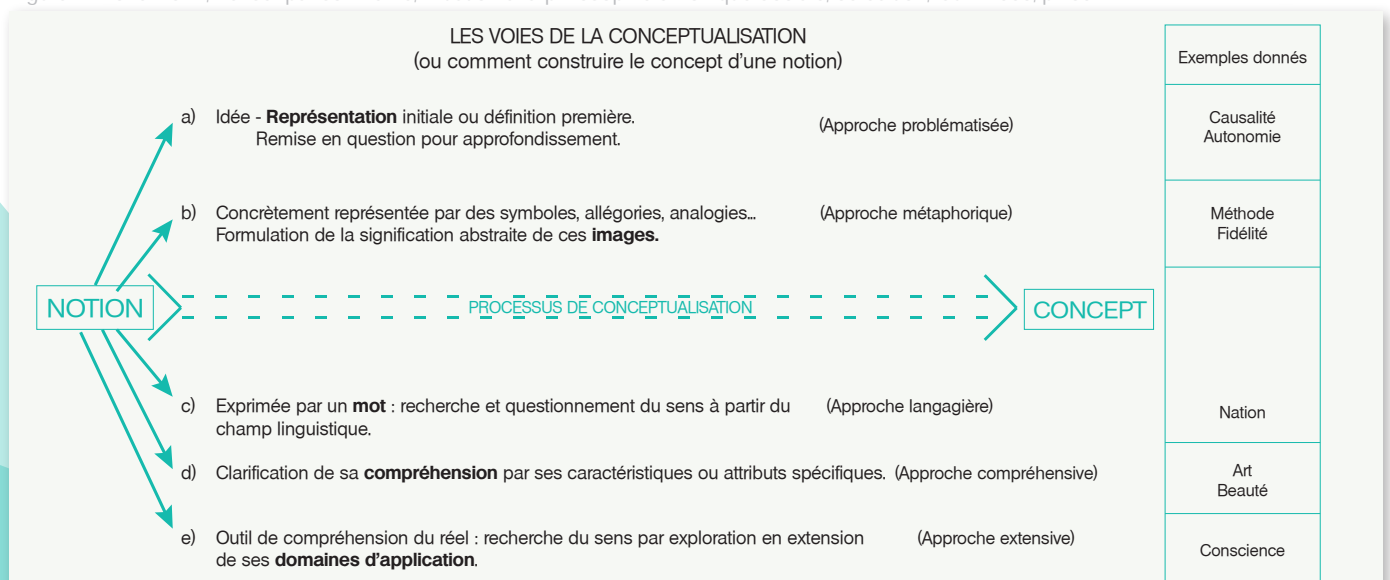 LES VOIES DE LA CONCEPTUALISATION
(ou comment construire le concept d'une notion)
Exemples donnés
a) Idée - Représentation initiale ou définition première.
Remise en question pour approfondissement.
(Approche problématisée)
Causalité
Autonomie
b) Concrètement représentée par des symboles, allégories, analogies...
Formulation de la signification abstraite de ces images.
(Approche métaphorique)
Méthode
Fidélité
NOTION
PROCESSUS DE CONCEPTUALISATION
CONCEPT
c) Exprimée par un mot : recherche et questionnement du sens à partir du
champ linguistique.
(Approche langagière)
Nation
d) Clarification de sa compréhension par ses caractéristiques ou attributs spécifiques. (Approche compréhensive)
Art
Beauté
e) Outil de compréhension du réel : recherche du sens par exploration en extension
de ses domaines d'application.
(Approche extensive)
Conscience